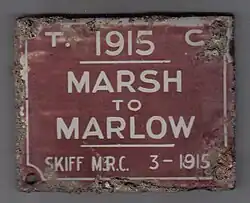 T. 1915 C.
MARSH
TO
MARLOW
SKIFF M.R.C. 3-1915